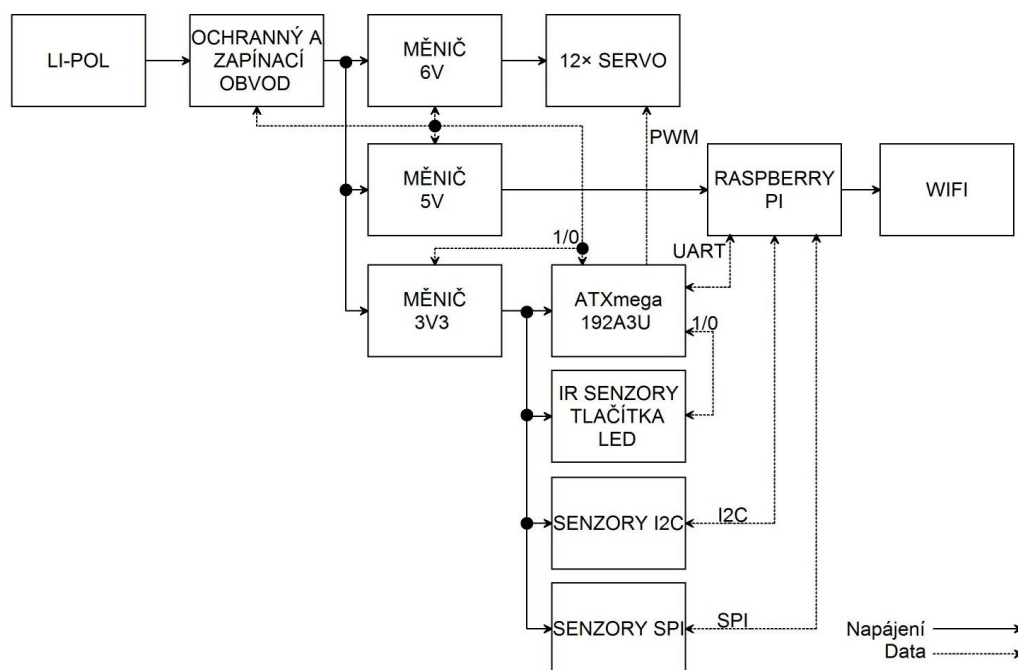 LI-POL
OCHRANNÝ A
ZAPÍNACÍ
OBVOD
MĚNIČ
6V
12× SERVO
PWM
MĚNIČ
5V
RASPBERRY
PI
WIFI
1/0
UART
MĚNIČ
3V3
ATXmega
192A3U
1/0
IR SENZORY
TLAČÍTKA
LED
SENZORY I2C
I2C
SENZORY SPI
SPI
Napájení
Data